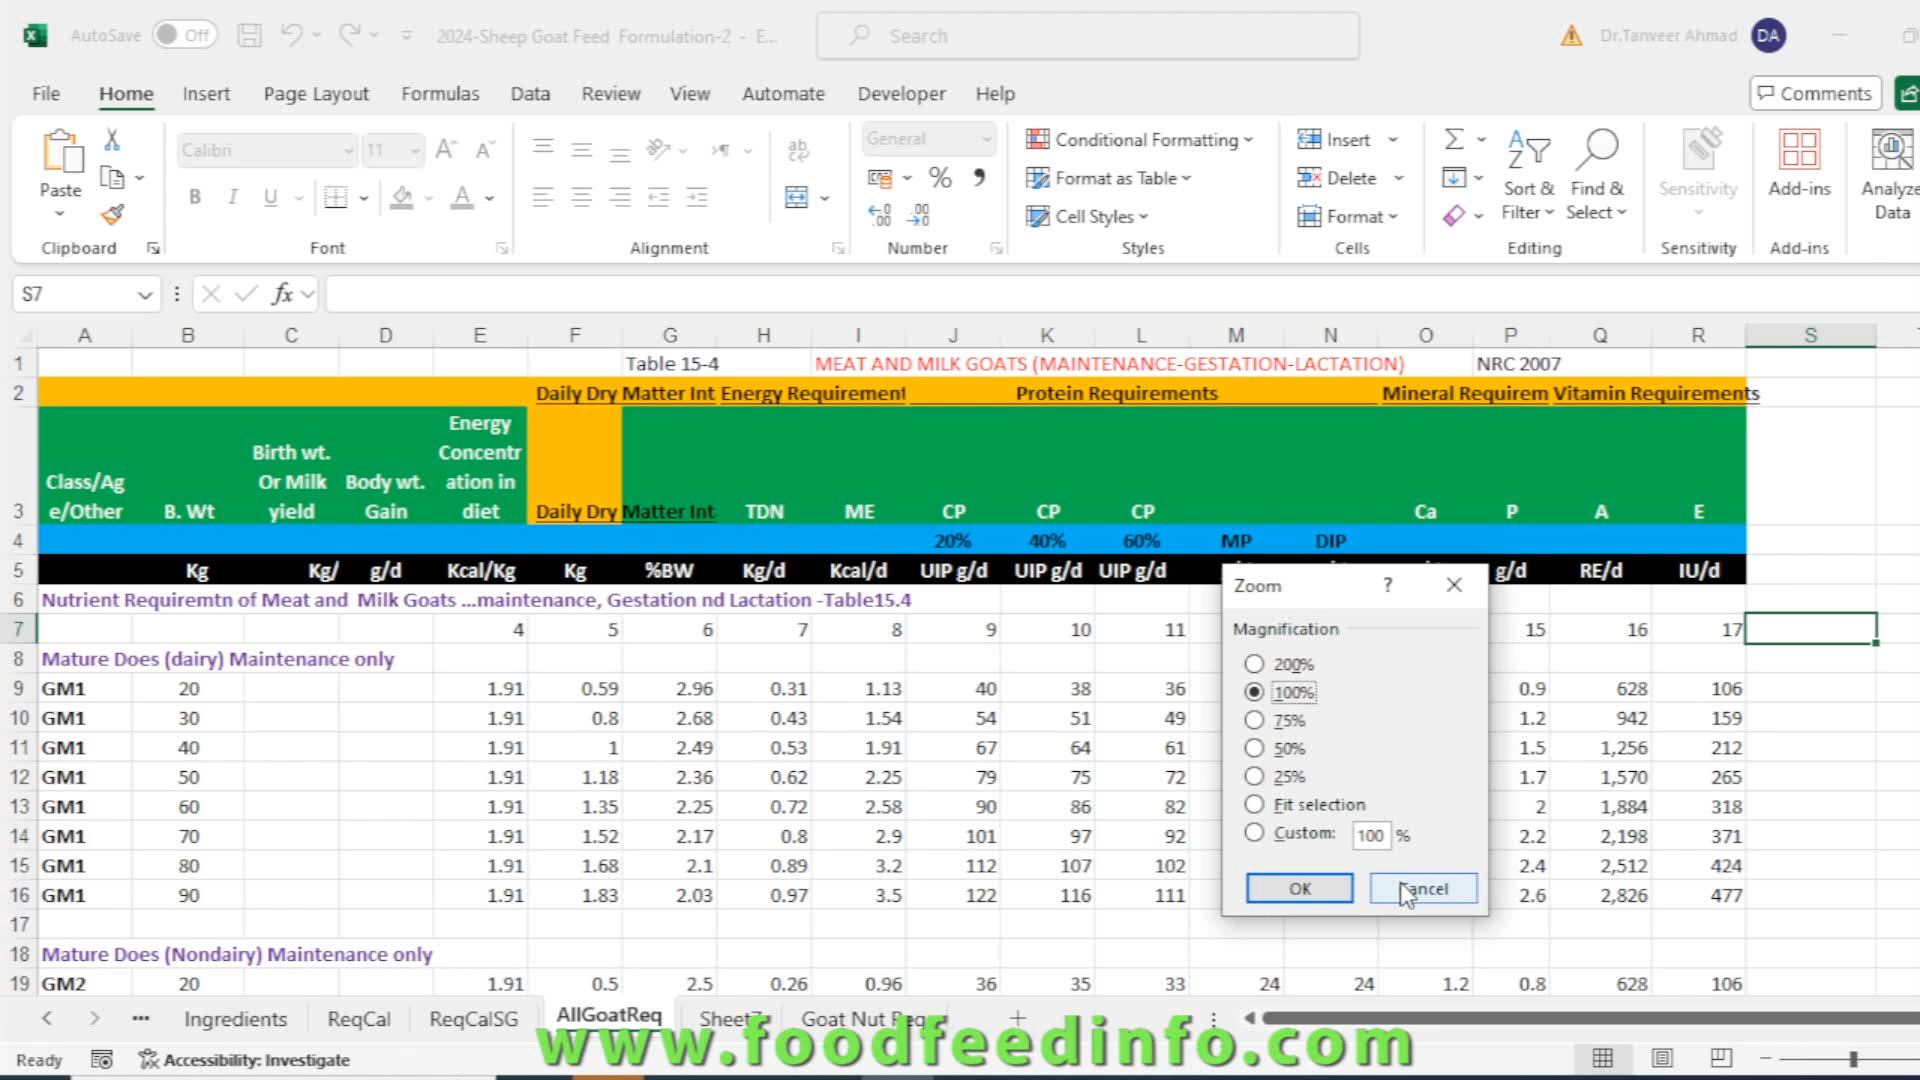 AutoSave Off 2024-Sheep Goat Feed Formulation-2 - E... Search Dr.Tanveer Ahmad DA
File Home Insert Page Layout Formulas Data Review View Automate Developer Help Comments
Paste Calibri 11 General Conditional Formatting Insert
B I U Format as Table Delete Sort & Filter Find & Select Sensitivity Add-ins Analyze Data
Cell Styles Format
Clipboard Font Alignment Number Styles Cells Editing Sensitivity Add-ins
S7 fx
A B C D E F G H I J K L M N O P Q R S
1 Table 15-4 MEAT AND MILK GOATS (MAINTENANCE-GESTATION-LACTATION) NRC 2007
2 Daily Dry Matter Int Energy Requirement Protein Requirements Mineral Requirem Vitamin Requirements
3 Class/Age/Other B. Wt Birth wt. Or Milk yield Body wt. Gain Energy Concentration in diet Daily Dry Matter Int TDN ME CP CP CP Ca P A E
4 20% 40% 60% MP DIP
5 Kg Kg/ g/d Kcal/Kg Kg %BW Kg/d Kcal/d UIP g/d UIP g/d UIP g/d g/d RE/d IU/d
6 Nutrient Requiremtn of Meat and Milk Goats ...maintenance, Gestation nd Lactation -Table15.4
7 4 5 6 7 8 9 10 11 15 16 17
8 Mature Does (dairy) Maintenance only
9 GM1 20 1.91 0.59 2.96 0.31 1.13 40 38 36 0.9 628 106
10 GM1 30 1.91 0.8 2.68 0.43 1.54 54 51 49 1.2 942 159
11 GM1 40 1.91 1 2.49 0.53 1.91 67 64 61 1.5 1,256 212
12 GM1 50 1.91 1.18 2.36 0.62 2.25 79 75 72 1.7 1,570 265
13 GM1 60 1.91 1.35 2.25 0.72 2.58 90 86 82 2 1,884 318
14 GM1 70 1.91 1.52 2.17 0.8 2.9 101 97 92 2.2 2,198 371
15 GM1 80 1.91 1.68 2.1 0.89 3.2 112 107 102 2.4 2,512 424
16 GM1 90 1.91 1.83 2.03 0.97 3.5 122 116 111 2.6 2,826 477
17
18 Mature Does (Nondairy) Maintenance only
19 GM2 20 1.91 0.5 2.5 0.26 0.96 36 35 33 24 24 1.2 0.8 628 106
Zoom ?
Magnification
200%
100%
75%
50%
25%
Fit selection
Custom: 100 %
OK Cancel
Ingredients ReqCal ReqCalSG AllGoatReq Goat Nut Req
www.foodfeedinfo.com
Ready Accessibility: Investigate